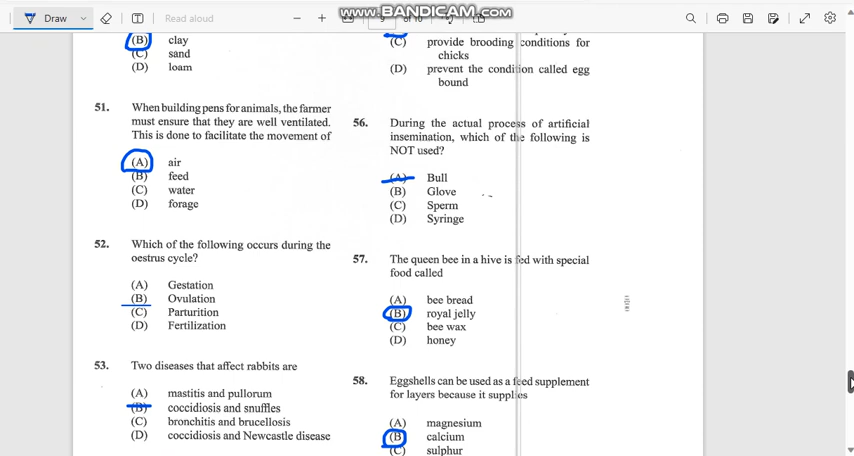 Draw
Read aloud
9
of 10
WWW.BANDICAM.COM
(B) clay
(C) sand
(D) loam
51. When building pens for animals, the farmer
must ensure that they are well ventilated.
This is done to facilitate the movement of
(A) air
(B) feed
(C) water
(D) forage
52. Which of the following occurs during the
oestrus cycle?
(A) Gestation
(B) Ovulation
(C) Parturition
(D) Fertilization
53. Two diseases that affect rabbits are
(A) mastitis and pullorum
(B) coccidiosis and snuffles
(C) bronchitis and brucellosis
(D) coccidiosis and Newcastle disease
(C) provide brooding conditions for
chicks
(D) prevent the condition called egg
bound
56. During the actual process of artificial
insemination, which of the following is
NOT used?
(A) Bull
(B) Glove
(C) Sperm
(D) Syringe
57. The queen bee in a hive is fed with special
food called
(A) bee bread
(B) royal jelly
(C) bee wax
(D) honey
58. Eggshells can be used as a feed supplement
for layers because it supplies
(A) magnesium
(B calcium
(C) sulphur